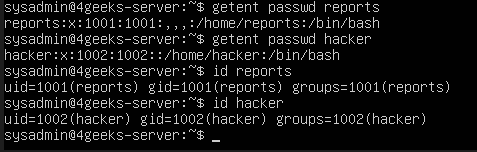 sysadmin@4geeks-server:~$ getent passwd reports
reports:x:1001:1001:,,,:/home/reports:/bin/bash
sysadmin@4geeks-server:~$ getent passwd hacker
hacker:x:1002:1002::/home/hacker:/bin/bash
sysadmin@4geeks-server:~$ id reports
uid=1001(reports) gid=1001(reports) groups=1001(reports)
sysadmin@4geeks-server:~$ id hacker
uid=1002(hacker) gid=1002(hacker) groups=1002(hacker)
sysadmin@4geeks-server:~$ _